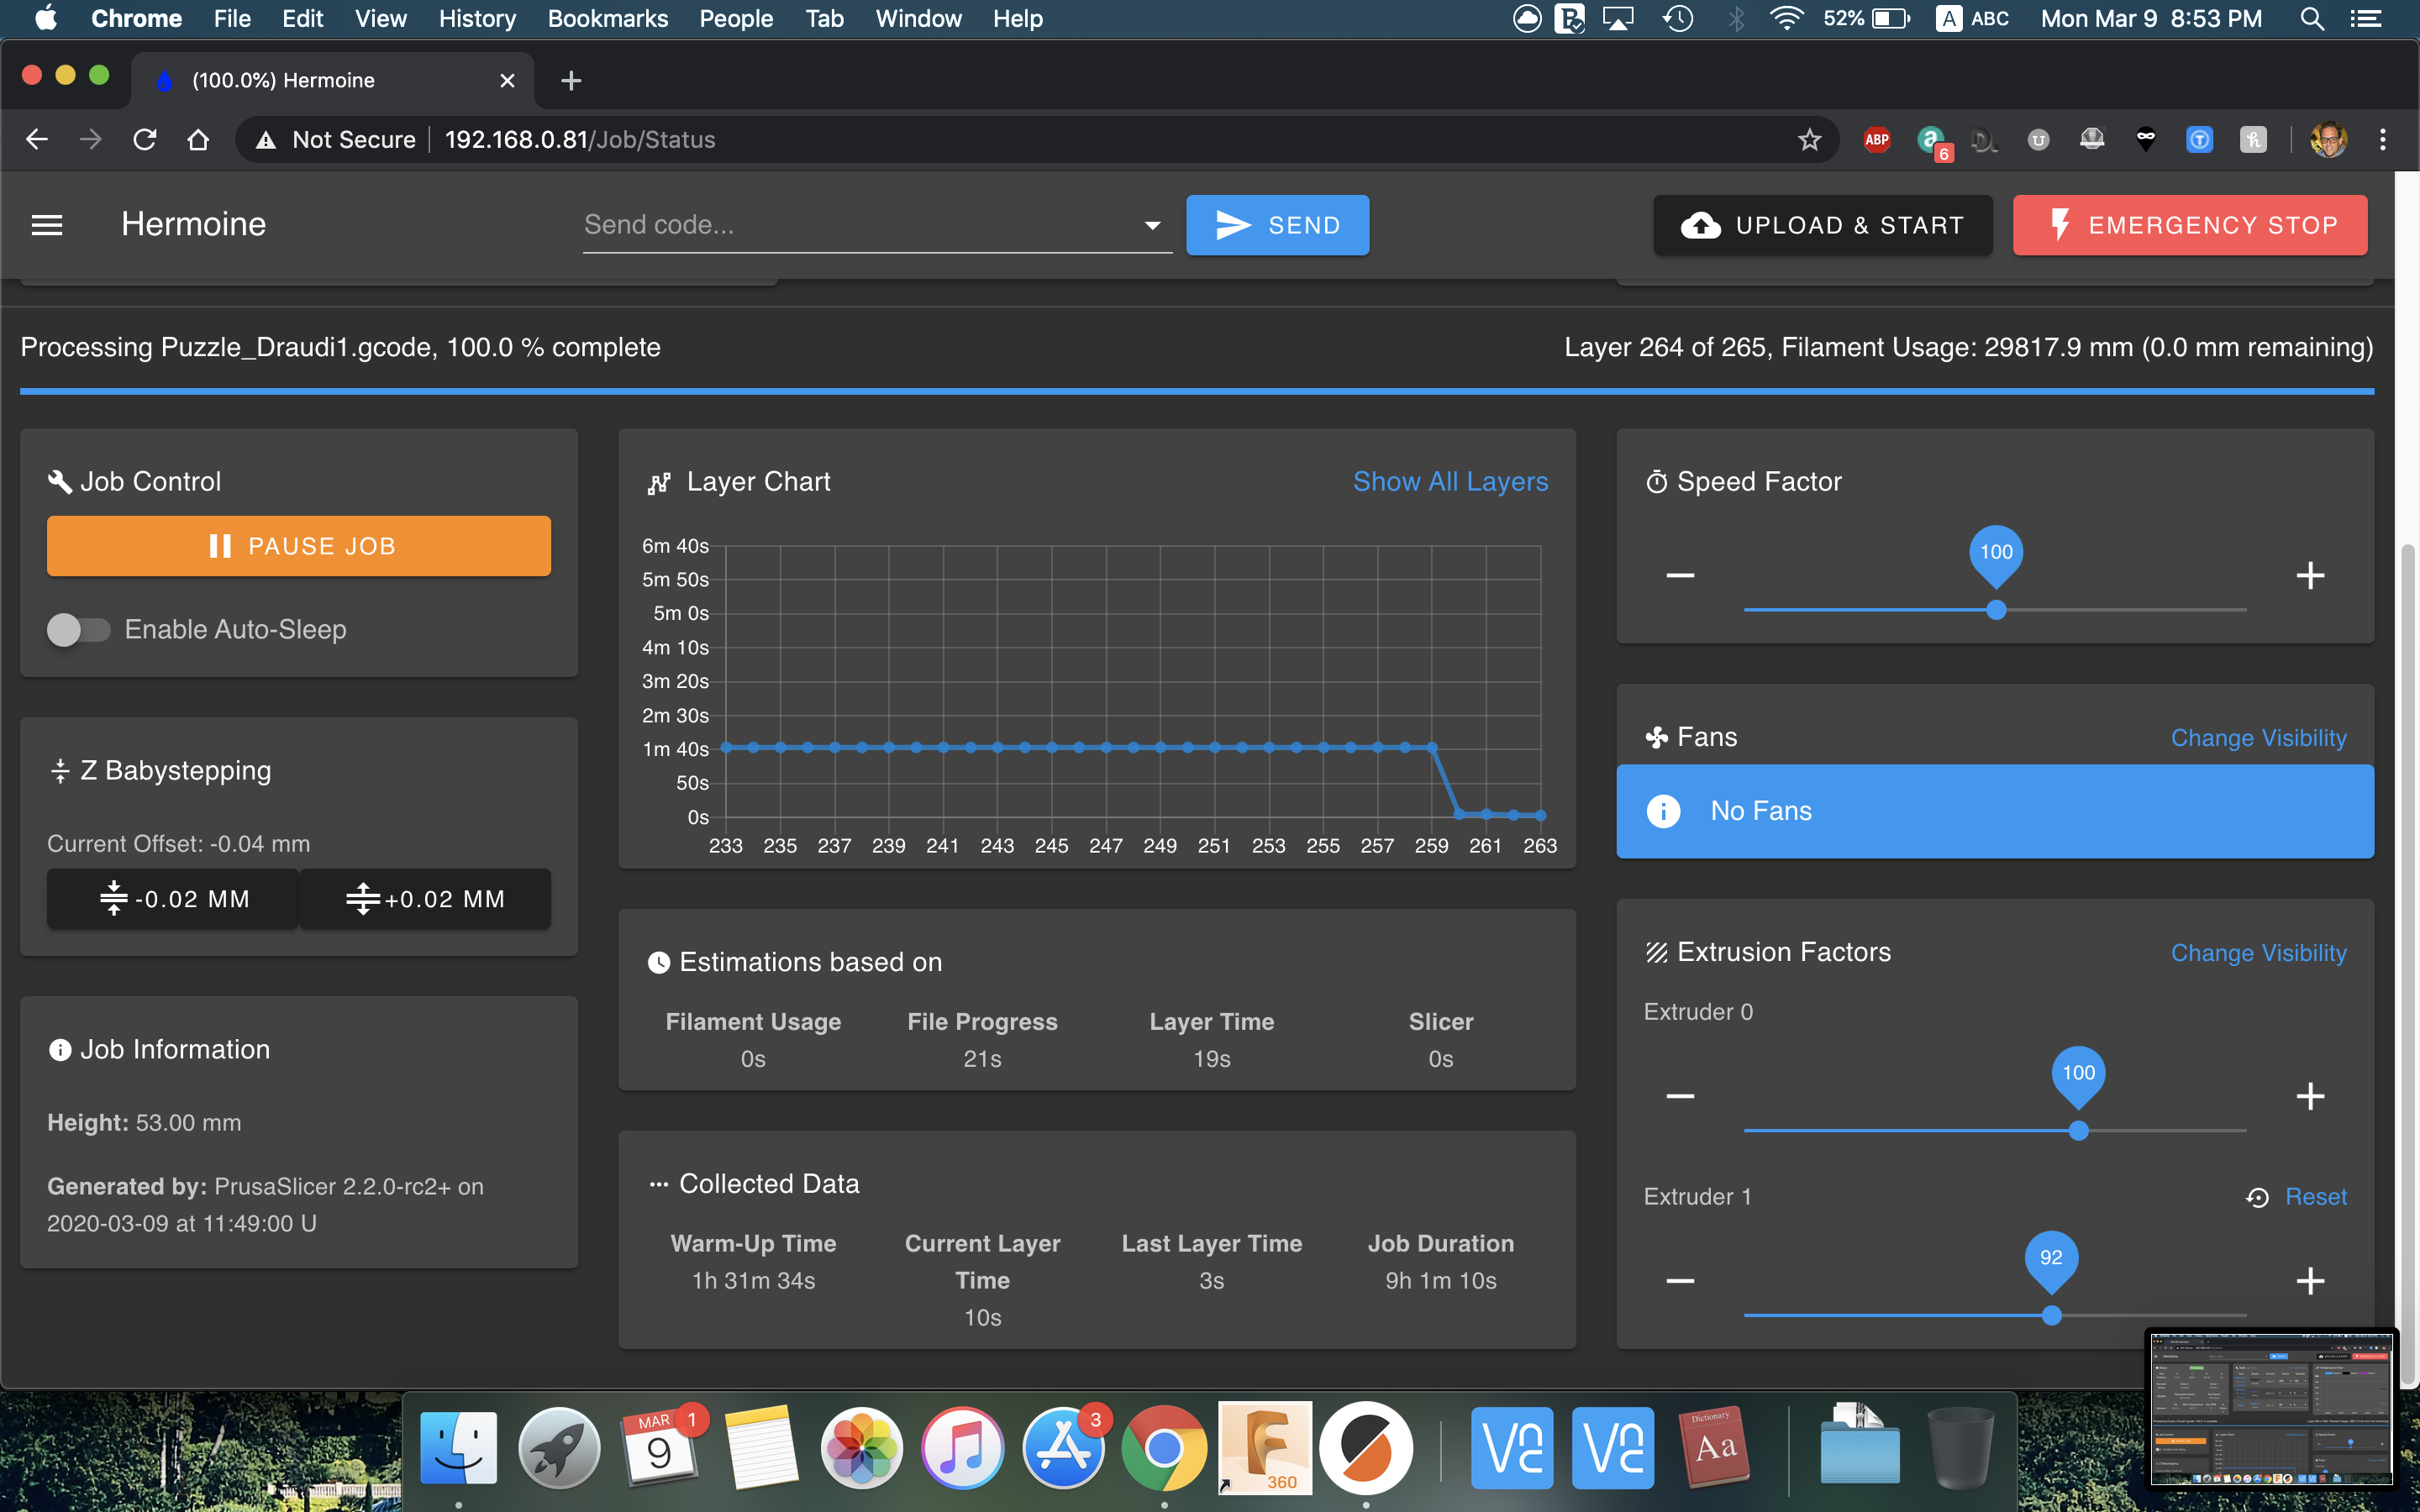 Chrome File Edit View History Bookmarks People Tab Window Help 52% A ABC Mon Mar 9 8:53 PM
(100.0%) Hermoine
Not Secure 192.168.0.81/Job/Status ABP a 6 D. U T h
Hermoine Send code... SEND UPLOAD & START EMERGENCY STOP
Processing Puzzle_Draudi1.gcode, 100.0 % complete Layer 264 of 265, Filament Usage: 29817.9 mm (0.0 mm remaining)
Job Control
PAUSE JOB
Enable Auto-Sleep
Z Babystepping
Current Offset: -0.04 mm
-0.02 MM +0.02 MM
Job Information
Height: 53.00 mm
Generated by: PrusaSlicer 2.2.0-rc2+ on
2020-03-09 at 11:49:00 U
Layer Chart Show All Layers
6m 40s
5m 50s
5m 0s
4m 10s
3m 20s
2m 30s
1m 40s
50s
0s
233 235 237 239 241 243 245 247 249 251 253 255 257 259 261 263
Estimations based on
Filament Usage File Progress Layer Time Slicer
0s 21s 19s 0s
Collected Data
Warm-Up Time Current Layer Time Last Layer Time Job Duration
1h 31m 34s 10s 3s 9h 1m 10s
Speed Factor
100
Fans Change Visibility
No Fans
Extrusion Factors Change Visibility
Extruder 0
100
Extruder 1 Reset
92
MAR 9 1 3 360 Dictionary Aa